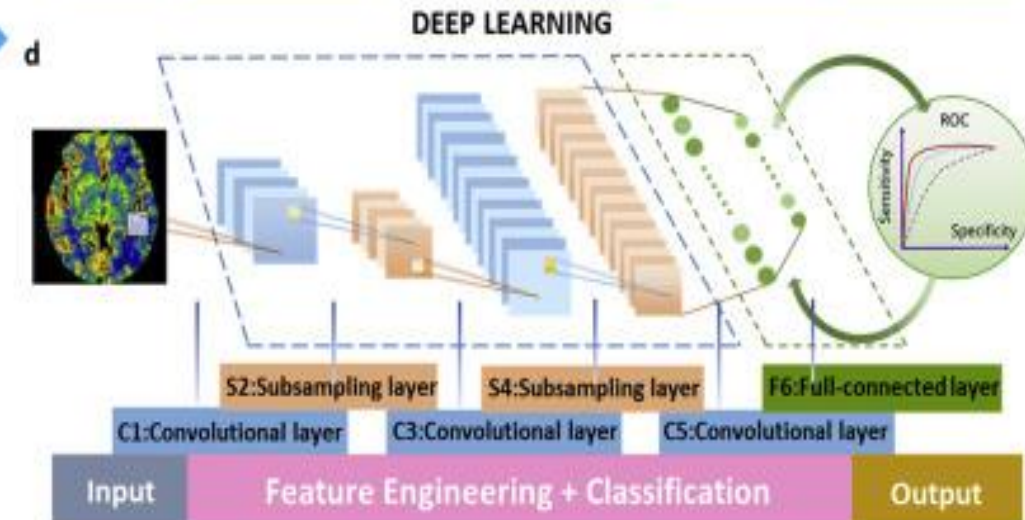 DEEP LEARNING
d
ROC
Sensitivity
Specificity
S2:Subsampling layer
S4:Subsampling layer
F6:Full-connected layer
C1:Convolutional layer
C3:Convolutional layer
C5:Convolutional layer
Input
Feature Engineering + Classification
Output